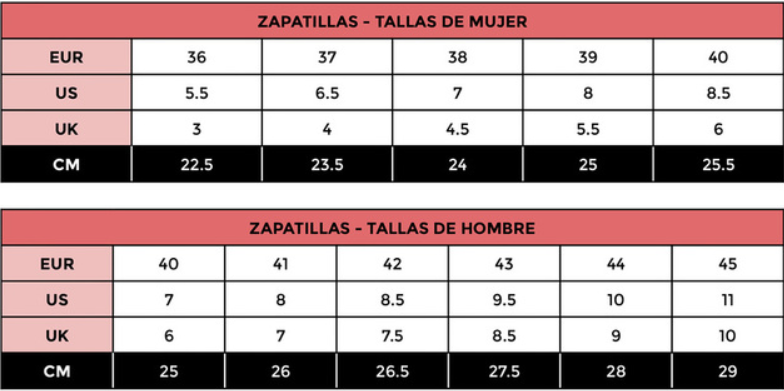 ZAPATILLAS - TALLAS DE MUJER
EUR 36 37 38 39 40
US 5.5 6.5 7 8 8.5
UK 3 4 4.5 5.5 6
CM 22.5 23.5 24 25 25.5
ZAPATILLAS - TALLAS DE HOMBRE
EUR 40 41 42 43 44 45
US 7 8 8.5 9.5 10 11
UK 6 7 7.5 8.5 9 10
CM 25 26 26.5 27.5 28 29